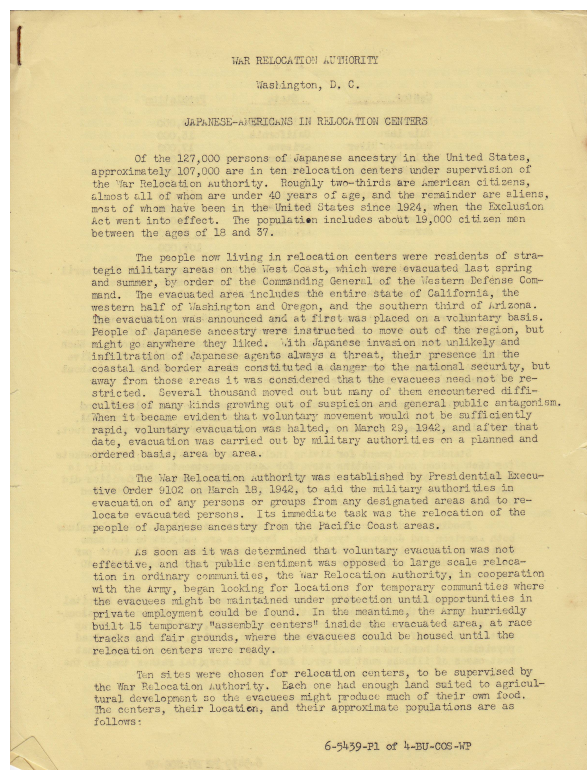 WAR RELOCATION AUTHORITY
Washington, D. C.
JAPANESE-AMERICANS IN RELOCATION CENTERS
Of the 127,000 persons of Japanese ancestry in the United States,
approximately 107,000 are in ten relocation centers under supervision of
the War Relocation Authority. Roughly two-thirds are American citizens,
almost all of whom are under 40 years of age, and the remainder are aliens,
most of whom have been in the United States since 1924, when the Exclusion
Act went into effect. The population includes about 19,000 citizen men
between the ages of 18 and 37.
The people now living in relocation centers were residents of stra-
tegic military areas on the West Coast, which were evacuated last spring
and summer, by order of the Commanding General of the Western Defense Com-
mand. The evacuated area includes the entire state of California, the
western half of Washington and Oregon, and the southern third of Arizona.
The evacuation was announced and at first was placed on a voluntary basis.
People of Japanese ancestry were instructed to move out of the region, but
might go anywhere they liked. With Japanese invasion not unlikely and
infiltration of Japanese agents always a threat, their presence in the
coastal and border areas constituted a danger to the national security, but
away from those areas it was considered that the evacuees need not be re-
stricted. Several thousand moved out but many of them encountered diffi-
culties of many kinds growing out of suspicion and general public antagonism.
When it became evident that voluntary movement would not be sufficiently
rapid, voluntary evacuation was halted, on March 29, 1942, and after that
date, evacuation was carried out by military authorities on a planned and
ordered basis, area by area.
The War Relocation Authority was established by Presidential Execu-
tive Order 9102 on March 18, 1942, to aid the military authorities in
evacuation of any persons or groups from any designated areas and to re-
locate evacuated persons. Its immediate task was the relocation of the
people of Japanese ancestry from the Pacific Coast areas.
As soon as it was determined that voluntary evacuation was not
effective, and that public sentiment was opposed to large scale reloca-
tion in ordinary communities, the War Relocation Authority, in cooperation
with the Army, began looking for locations for temporary communities where
the evacuees might be maintained under protection until opportunities in
private employment could be found. In the meantime, the Army hurriedly
built 15 temporary "assembly centers" inside the evacuated area, at race
tracks and fair grounds, where the evacuees could be housed until the
relocation centers were ready.
Ten sites were chosen for relocation centers, to be supervised by
the War Relocation Authority. Each one had enough land suited to agricul-
tural development so the evacuees might produce much of their own food.
The centers, their location, and their approximate populations are as
follows:
6-5439-P1 of 4-BU-COS-WP